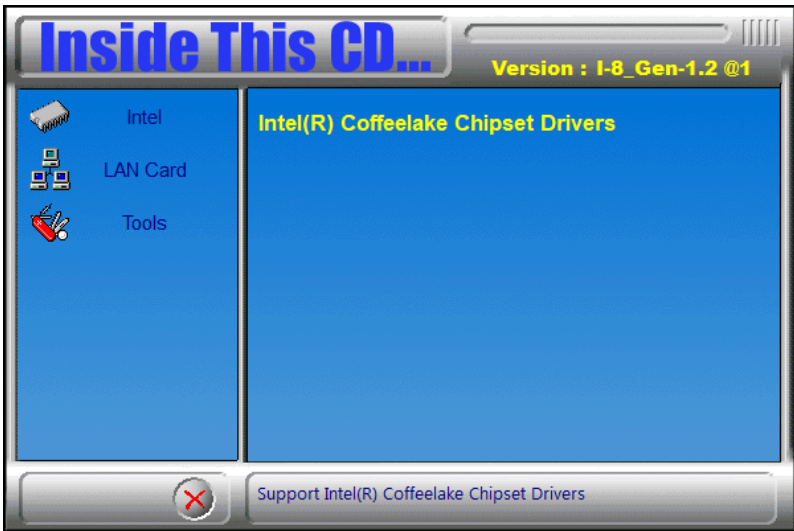 Inside This CD...
Version : I-8_Gen-1.2 @1
Intel
LAN Card
Tools
Intel(R) Coffeelake Chipset Drivers
Support Intel(R) Coffeelake Chipset Drivers